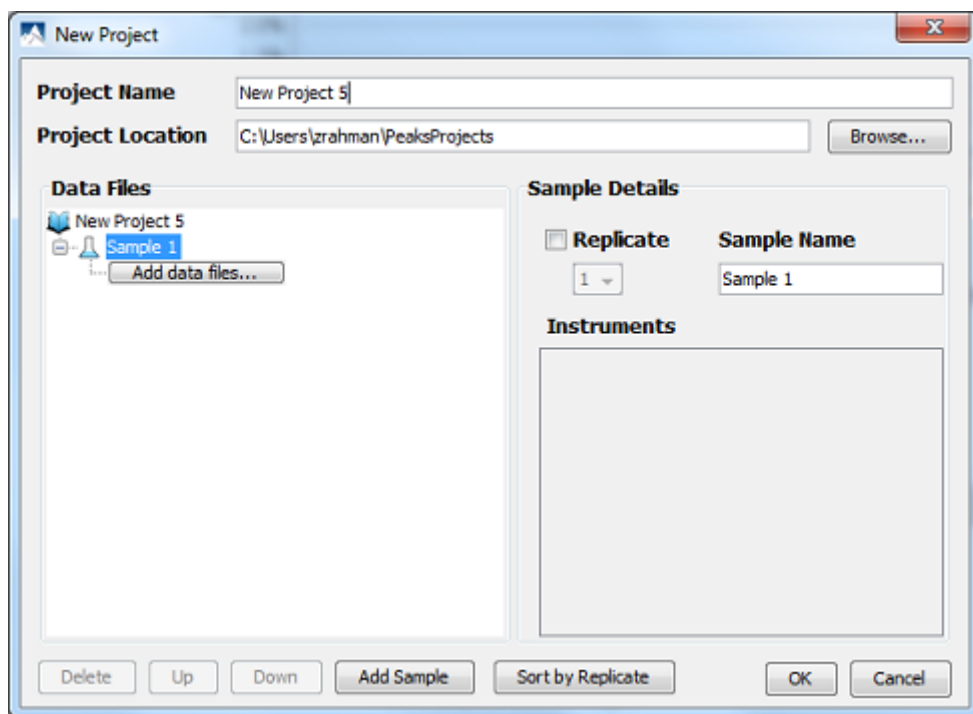 New Project
Project Name
New Project 5
Project Location
C:\Users\zrahman\PeaksProjects
Browse...
Data Files
New Project 5
Sample 1
Add data files...
Sample Details
Replicate
Sample Name
1
Sample 1
Instruments
Delete
Up
Down
Add Sample
Sort by Replicate
OK
Cancel